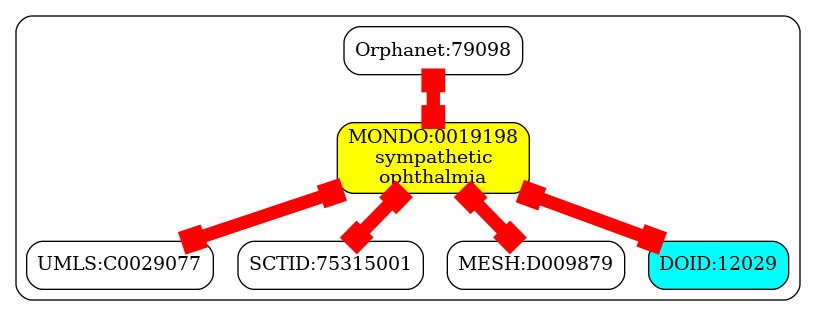 Orphanet:79098
MONDO:0019198
sympathetic
ophthalmia
UMLS:C0029077
SCTID:75315001
MESH:D009879
DOID:12029